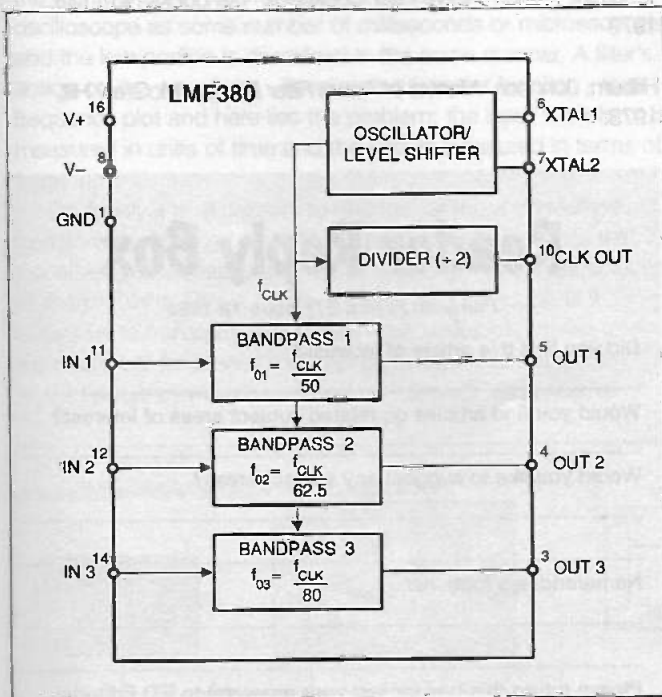 LMF380
V+ 16
V– 8
GND 1
OSCILLATOR/
LEVEL SHIFTER
6 XTAL1
7 XTAL2
DIVIDER (÷2)
10 CLK OUT
fCLK
IN 1 11
BANDPASS 1
f01= fCLK
50
5 OUT 1
IN 2 12
BANDPASS 2
f02= fCLK
62.5
4 OUT 2
IN 3 14
BANDPASS 3
f03= fCLK
80
3 OUT 3